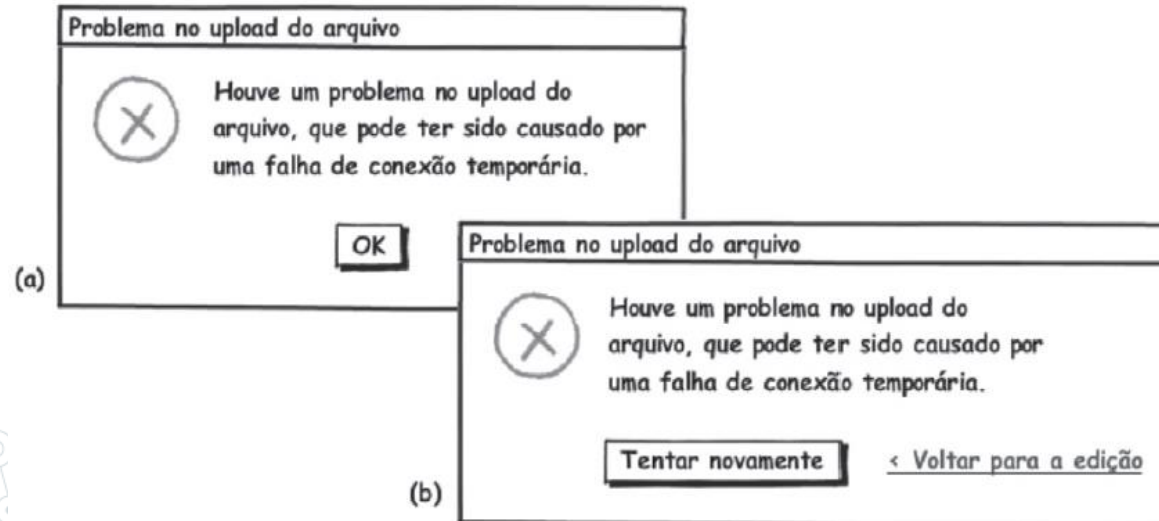 Problema no upload do arquivo
Houve um problema no upload do
arquivo, que pode ter sido causado por
uma falha de conexão temporária.
OK
(a)
Problema no upload do arquivo
Houve um problema no upload do
arquivo, que pode ter sido causado por
uma falha de conexão temporária.
Tentar novamente
< Voltar para a edição
(b)